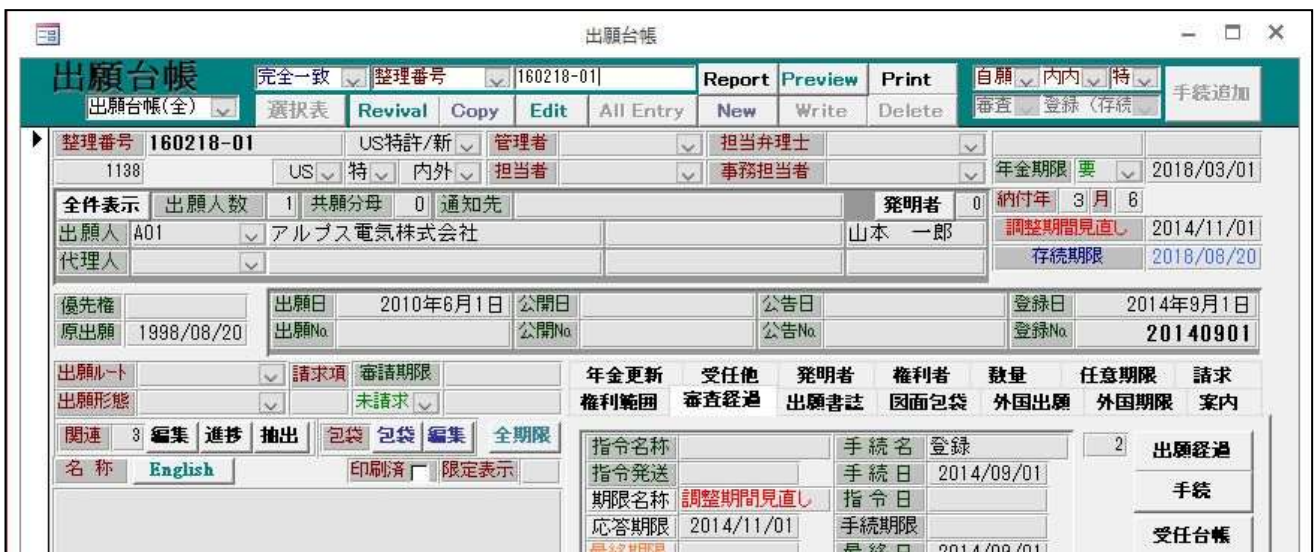 出願台帳
出願台帳 完全一致 整理番号 160218-01 Report Preview Print 自願 内内 特 手続追加
出願台帳(全) 選択表 Revival Copy Edit All Entry New Write Delete 審査 登録 (存続
整理番号 160218-01 US特許/新 管理者 担当弁理士
1138 US 特 内外 担当者 事務担当者 年金期限 要 2018/03/01
全件表示 出願人数 1 共願分母 0 通知先 発明者 0 納付年 3 月 6
出願人 A01 アルプス電気株式会社 山本 一郎 調整期間見直し 2014/11/01
代理人 存続期限 2018/08/20
優先権 出願日 2010年6月1日 公開日 公告日 登録日 2014年9月1日
原出願 1998/08/20 出願No. 公開No. 公告No. 登録No. 20140901
出願ルート 請求項 審請期限 年金更新 受任他 発明者 権利者 数量 任意期限 請求
出願形態 未請求 権利範囲 審査経過 出願書誌 図面包袋 外国出願 外国期限 案内
関連 3 編集 進捗 抽出 包袋 包袋 編集 全期限 指令名称 手続名 登録 2 出願経過
名称 English 印刷済 限定表示 指令発送 手続日 2014/09/01 手続
期限名称 調整期間見直し 指令日
応答期限 2014/11/01 手続期限 受任台帳
最終期限 最終日 2014/09/01